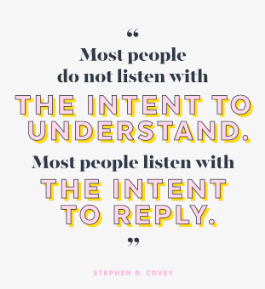 “
Most people
do not listen with
THE INTENT TO
UNDERSTAND.
Most people listen with
THE INTENT
TO REPLY.
”
STEPHEN R. COVEY